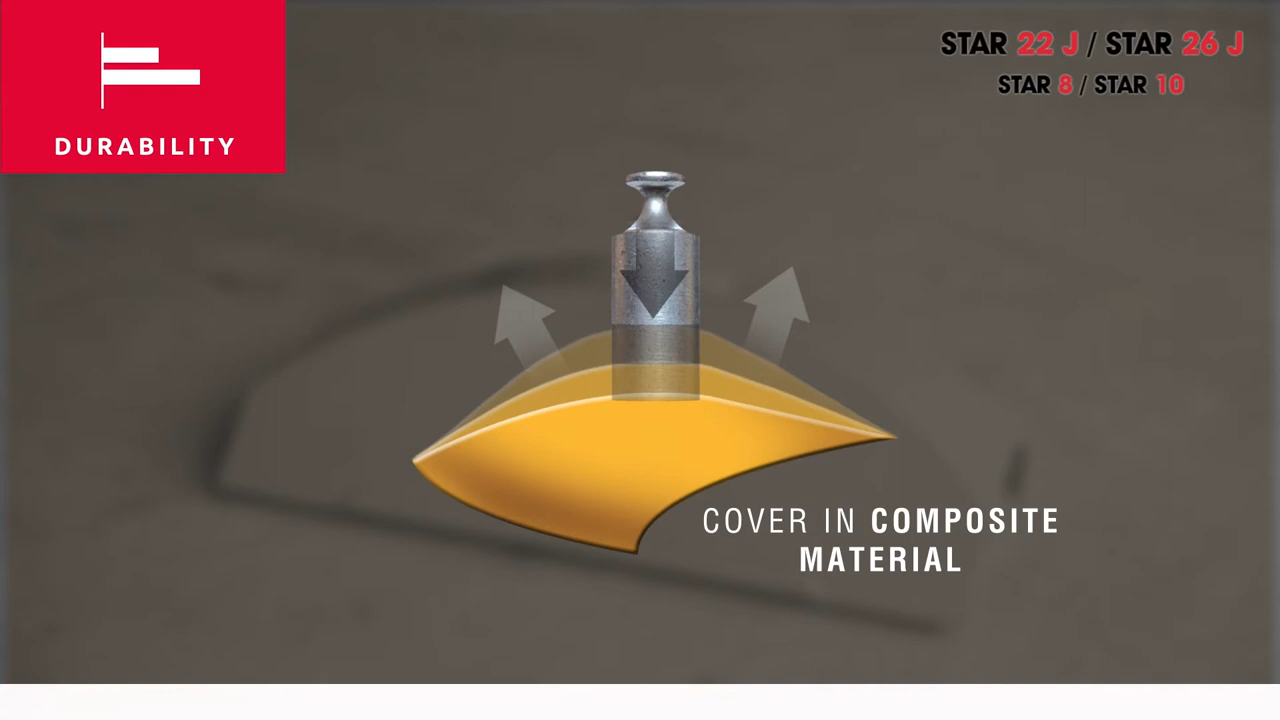 DURABILITY
STAR 22 J / STAR 26 J
STAR 8 / STAR 10
COVER IN COMPOSITE
MATERIAL